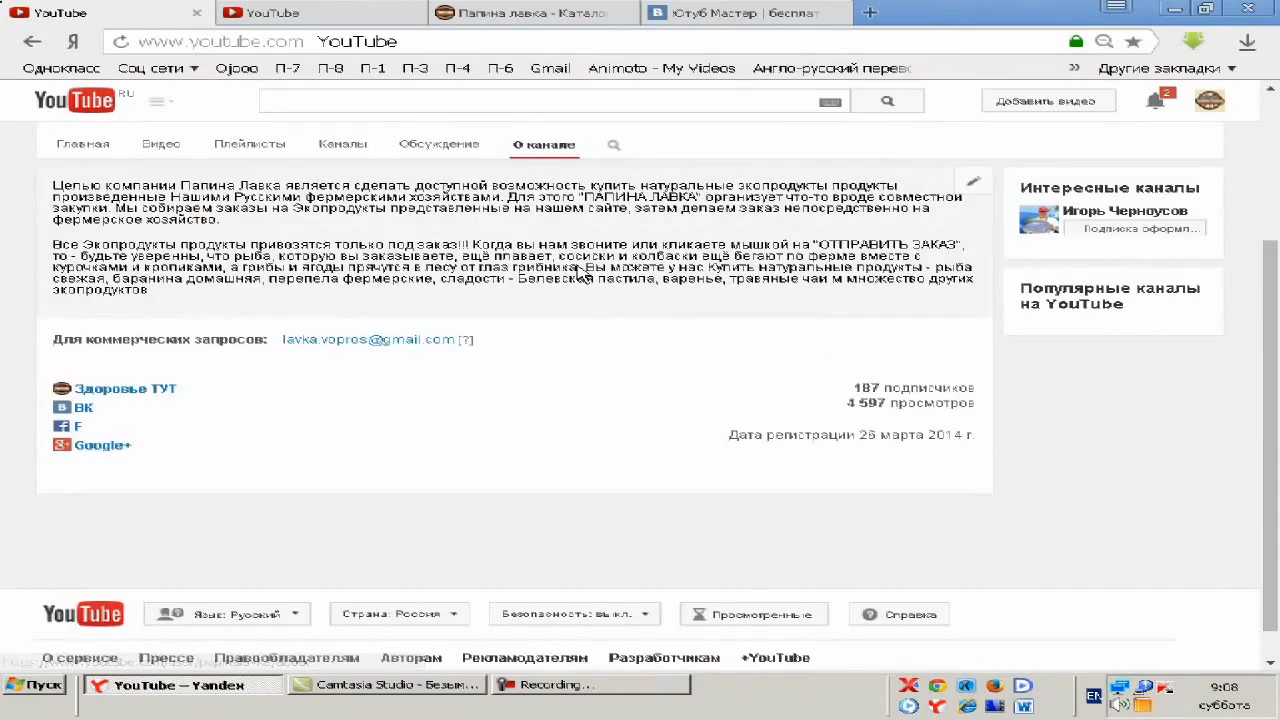 YouTube
YouTube
Папина лавка - Катало
Ютуб Мастер | бесплат
Я
www.youtube.com YouTube
Однокласс
Соц сети
Ojooo
П-7
П-9
П-1
П-3
П-4
П-6
Gmail
Animoto - My Videos
Англо-русский перевс
»
Другие закладки
YouTube RU
Добавить видео
2
Главная
Видео
Плейлисты
Каналы
Обсуждение
О канале
Целью компании Папина Лавка является сделать доступной возможность купить натуральные экопродукты продукты
произведенные Нашими Русскими фермерскими хозяйствами. Для этого "ПАПИНА ЛАВКА" организует что-то вроде совместной
закупки. Мы собираем заказы на Экопродукты представленные на нашем сайте, затем делаем заказ непосредственно на
фермерское хозяйство.
Все Экопродукты продукты привозятся только под заказ!!! Когда вы нам звоните или кликаете мышкой на "ОТПРАВИТЬ ЗАКАЗ",
то - будьте уверенны, что рыба, которую вы заказываете, ещё плавает, сосиски и колбаски ещё бегают по ферме вместе с
курочками и кроликами, а грибы и ягоды прячутся в лесу от глаз грибника. Вы можете у нас Купить натуральные продукты - рыба
свежая, баранина домашняя, перепела фермерские, сладости - Белевская пастила, варенье, травяные чаи м множество других
экопродуктов
Для коммерческих запросов: lavka.vopros@gmail.com [?]
Здоровье ТУТ
ВК
F
Google+
187 подписчиков
4 597 просмотров
Дата регистрации 26 марта 2014 г.
Интересные каналы
Игорь Черноусов
Подписка оформл...
Популярные каналы
на YouTube
YouTube
Язык: Русский
Страна: Россия
Безопасность: выкл.
Просмотренные
Справка
О сервисе
Прессе
Правообладателям
Авторам
Рекламодателям
Разработчикам
+YouTube
Пуск
YouTube — Yandex
Camtasia Studio - Безым...
Recording...
EN
9:08
суббота